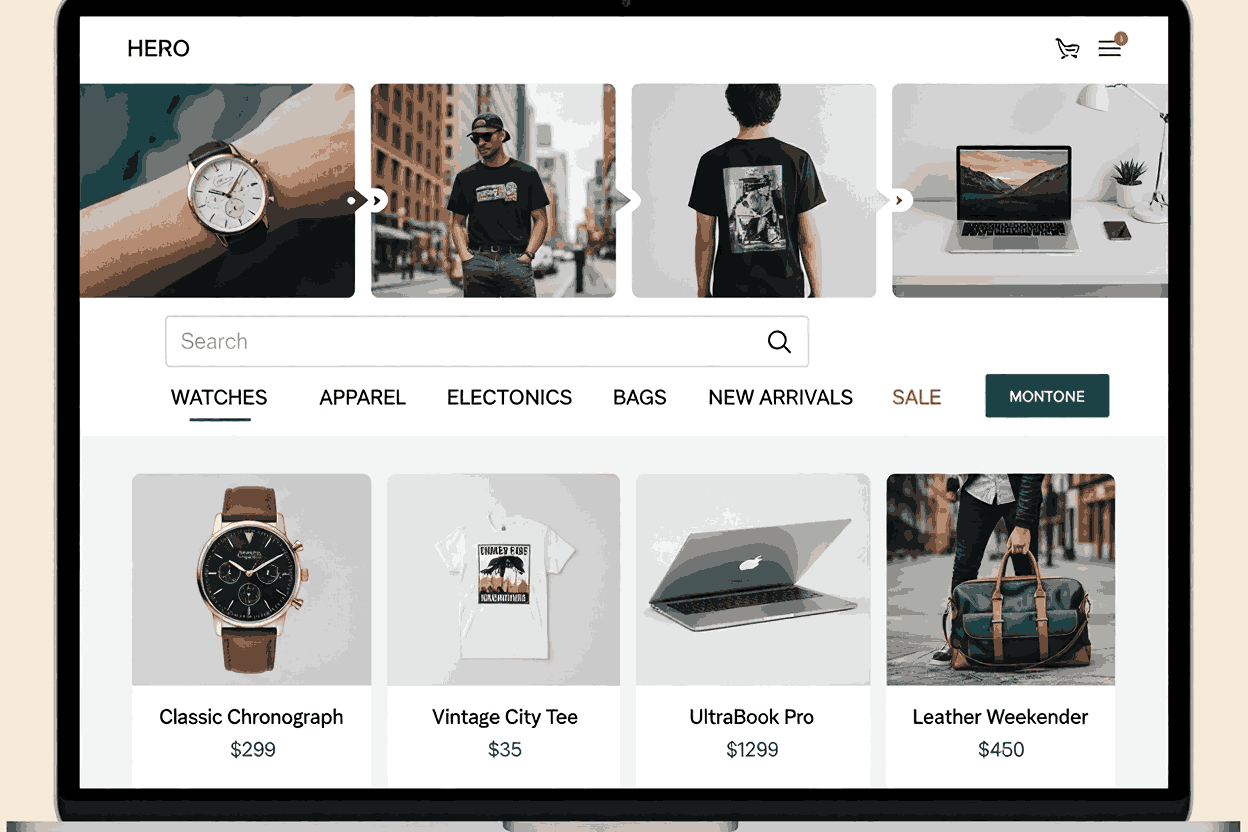 HERO
Search
WATCHES APPAREL ELECTONICS BAGS NEW ARRIVALS SALE MONTONE
Classic Chronograph Vintage City Tee UltraBook Pro Leather Weekender
$299 $35 $1299 $450